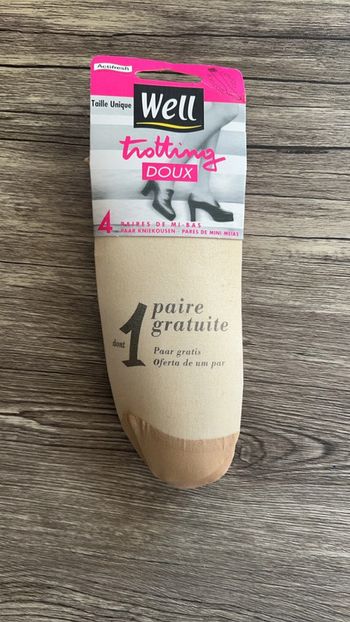 Actifresh
Taille Unique
Well
trotting
DOUX
4 PAIRES DE MI-BAS
PAAR KNIEKOUSEN - PARES DE MINI-MEIAS
dont 1 paire
gratuite
Paar gratis
Oferta de um par